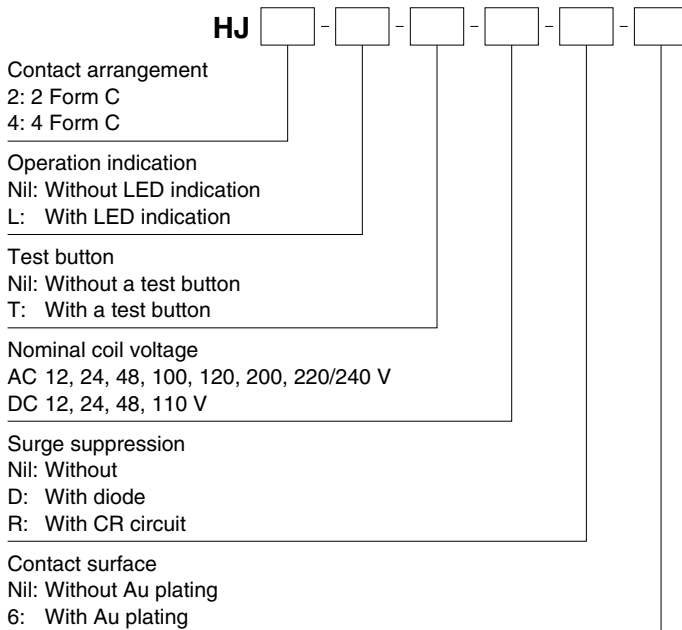 HJ - - - - -
Contact arrangement
2: 2 Form C
4: 4 Form C
Operation indication
Nil: Without LED indication
L: With LED indication
Test button
Nil: Without a test button
T: With a test button
Nominal coil voltage
AC 12, 24, 48, 100, 120, 200, 220/240 V
DC 12, 24, 48, 110 V
Surge suppression
Nil: Without
D: With diode
R: With CR circuit
Contact surface
Nil: Without Au plating
6: With Au plating